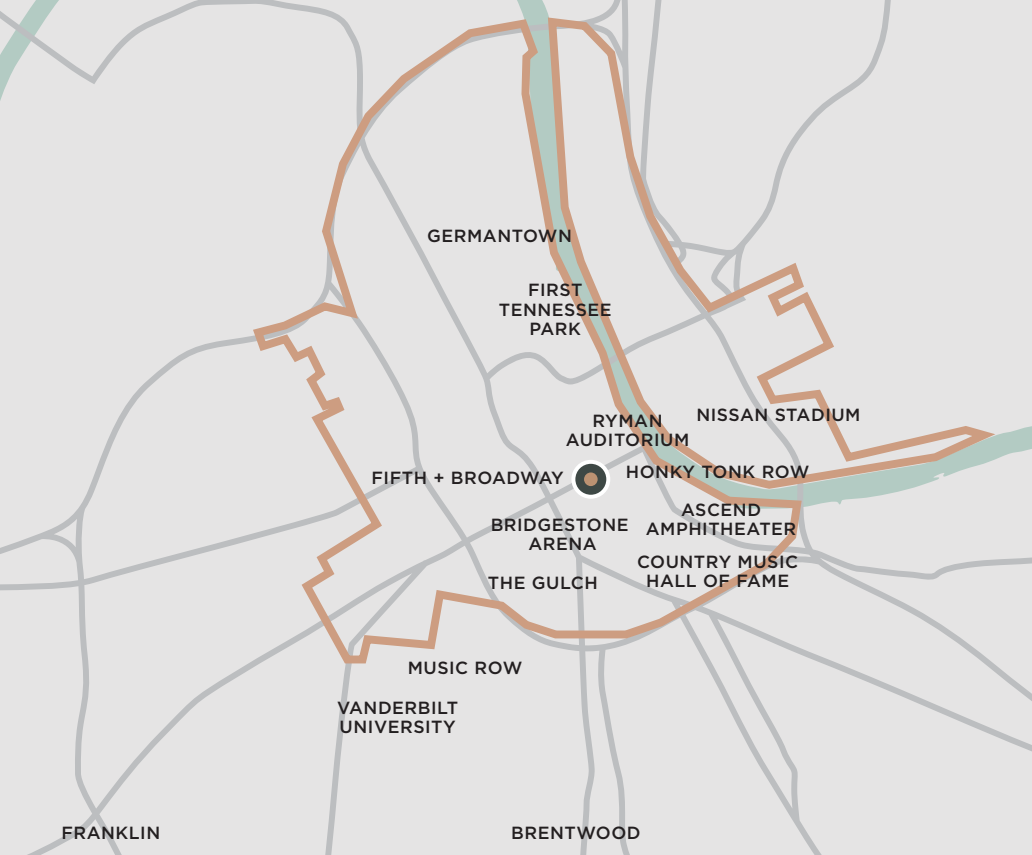 GERMANTOWN
FIRST
TENNESSEE
PARK
RYMAN
AUDITORIUM
NISSAN STADIUM
FIFTH + BROADWAY
HONKY TONK ROW
ASCEND
AMPHITHEATER
BRIDGESTONE
ARENA
COUNTRY MUSIC
HALL OF FAME
THE GULCH
MUSIC ROW
VANDERBILT
UNIVERSITY
FRANKLIN
BRENTWOOD